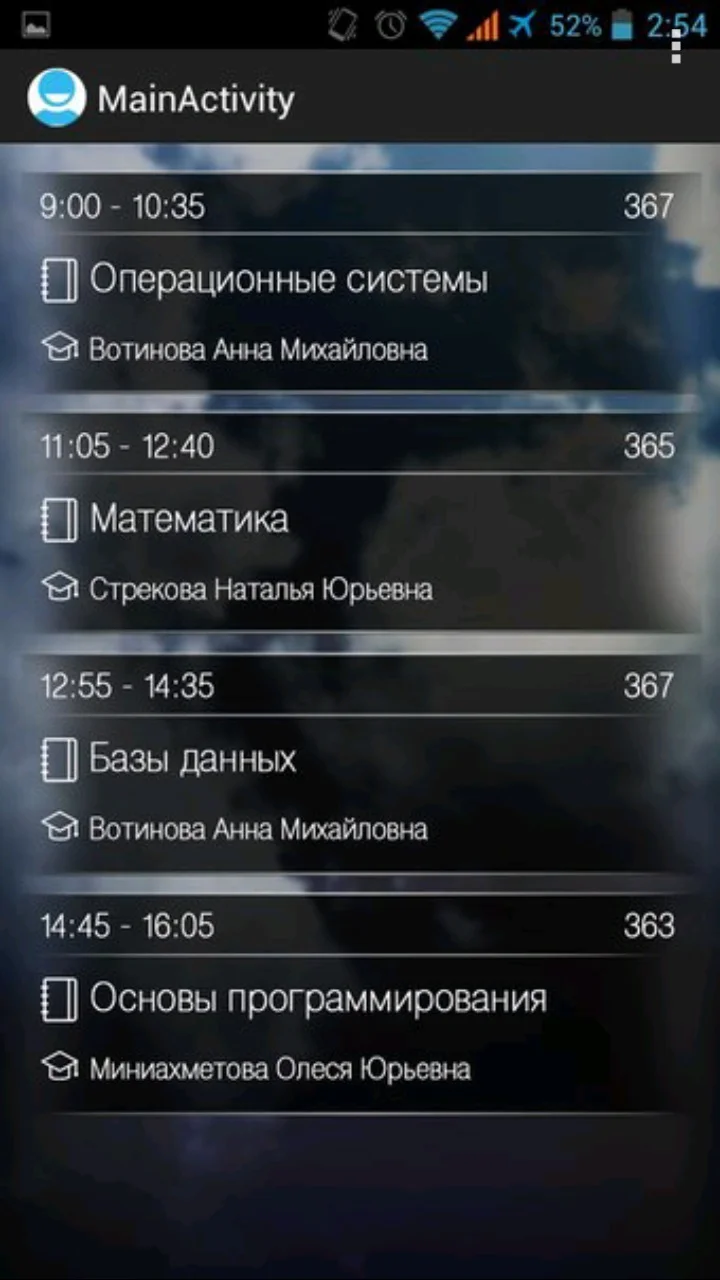 52% 2:54
MainActivity
9:00 - 10:35 367
Операционные системы
Вотинова Анна Михайловна
11:05 - 12:40 365
Математика
Стрекова Наталья Юрьевна
12:55 - 14:35 367
Базы данных
Вотинова Анна Михайловна
14:45 - 16:05 363
Основы программирования
Миниахметова Олеся Юрьевна